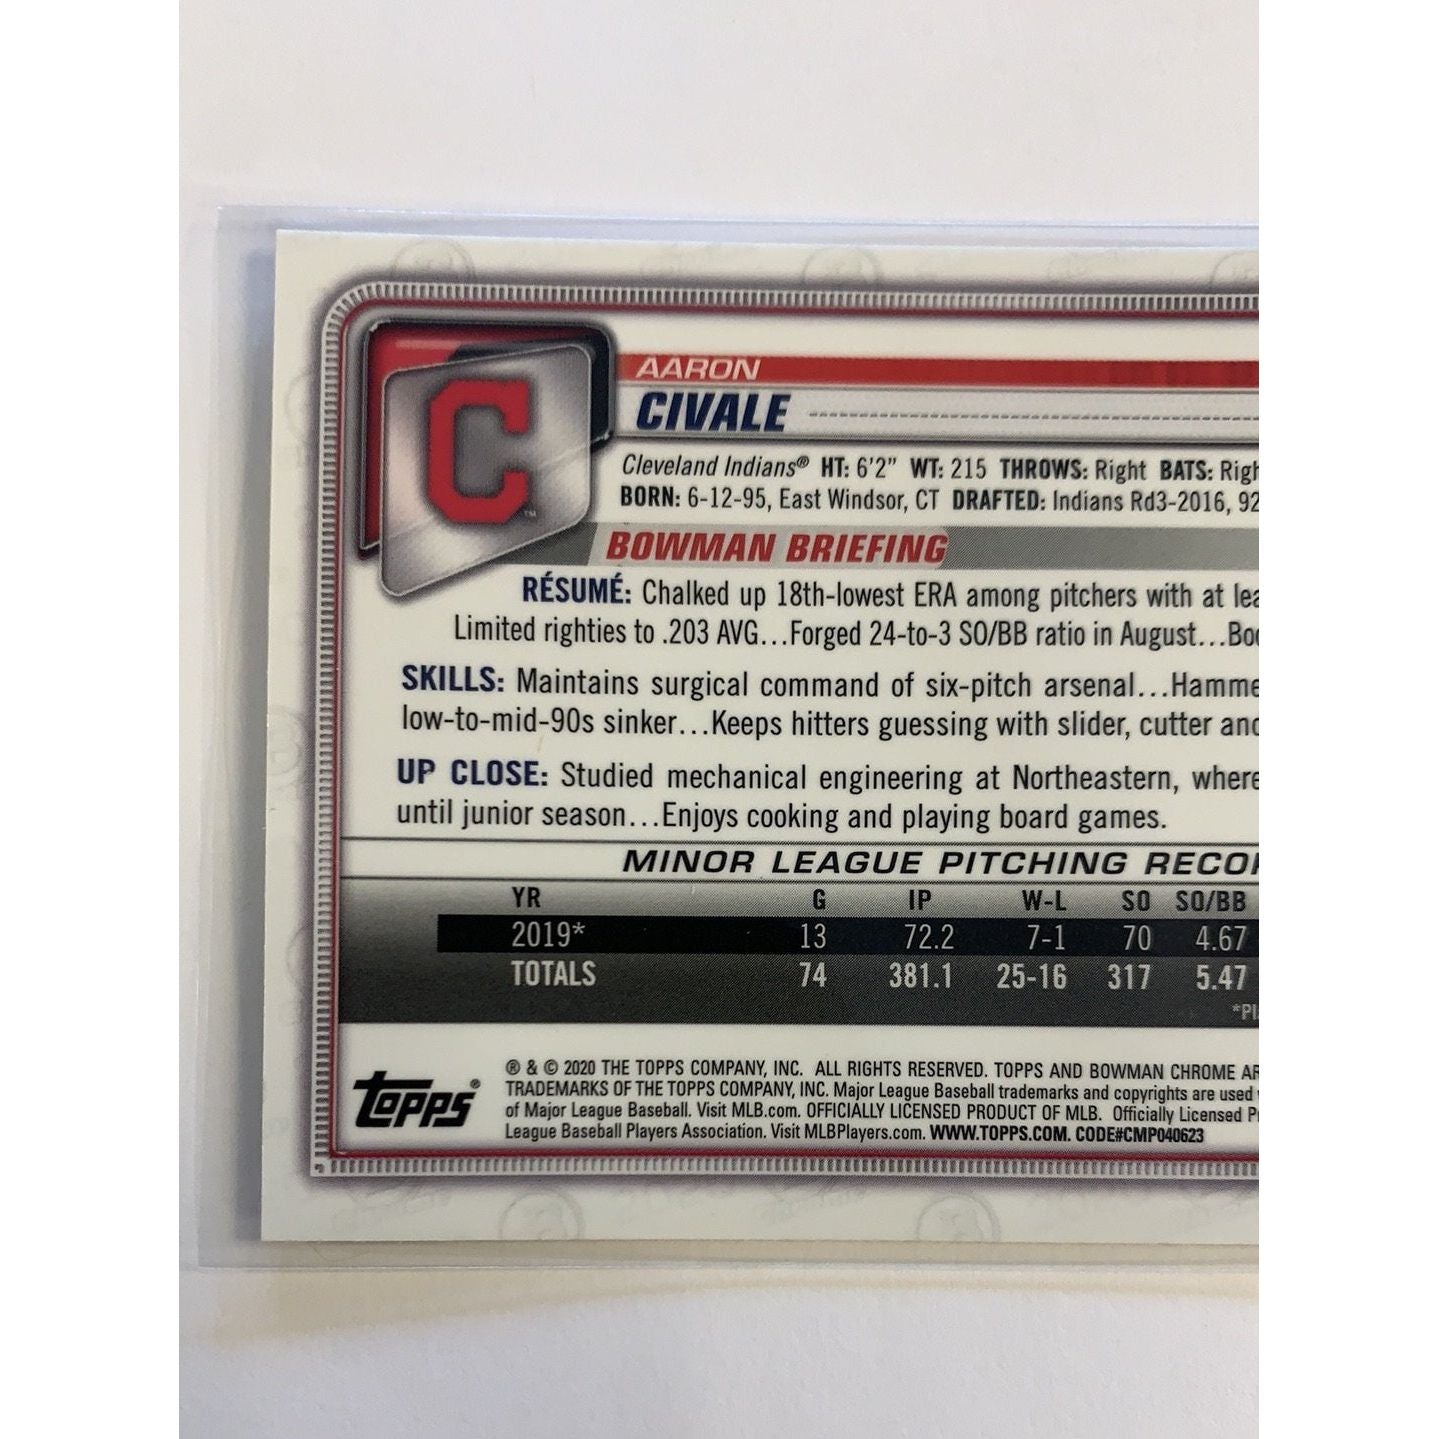 C™
AARON
CIVALE
Cleveland Indians® HT: 6'2" WT: 215 THROWS: Right BATS: Righ
BORN: 6-12-95, East Windsor, CT DRAFTED: Indians Rd3-2016, 92
BOWMAN BRIEFING
RÉSUMÉ: Chalked up 18th-lowest ERA among pitchers with at lea
Limited righties to .203 AVG...Forged 24-to-3 SO/BB ratio in August...Boo
SKILLS: Maintains surgical command of six-pitch arsenal...Hamme
low-to-mid-90s sinker...Keeps hitters guessing with slider, cutter and
UP CLOSE: Studied mechanical engineering at Northeastern, where
until junior season...Enjoys cooking and playing board games.
MINOR LEAGUE PITCHING RECOR
YR G IP W-L SO SO/BB
2019* 13 72.2 7-1 70 4.67
TOTALS 74 381.1 25-16 317 5.47
*Pl
topps®
® & © 2020 THE TOPPS COMPANY, INC. ALL RIGHTS RESERVED. TOPPS AND BOWMAN CHROME AR
TRADEMARKS OF THE TOPPS COMPANY, INC. Major League Baseball trademarks and copyrights are used
of Major League Baseball. Visit MLB.com. OFFICIALLY LICENSED PRODUCT OF MLB. Officially Licensed P
League Baseball Players Association. Visit MLBPlayers.com. WWW.TOPPS.COM. CODE#CMP040623